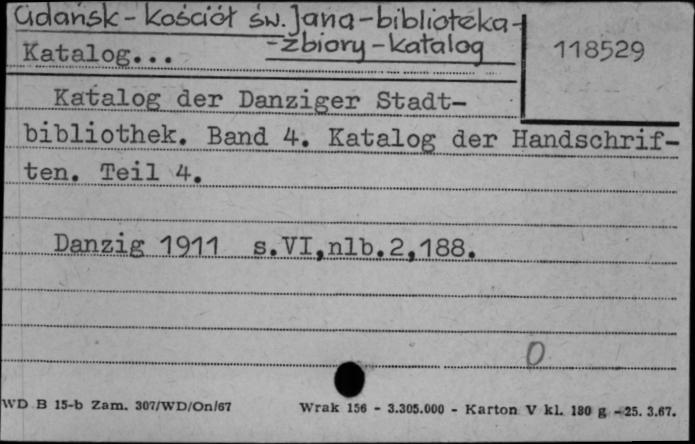 Gdańsk - Kościół św. Jana - biblioteka -
- zbiory - katalog
Katalog...
118529
Katalog der Danziger Stadt-
bibliothek. Band 4. Katalog der Handschrif-
ten. Teil 4.
Danzig 1911 s.VI,nlb.2,188.
0
WD B 15-b Zam. 307/WD/On/67 Wrak 156 - 3.305.000 - Karton V kl. 180 g - 25. 3.67.